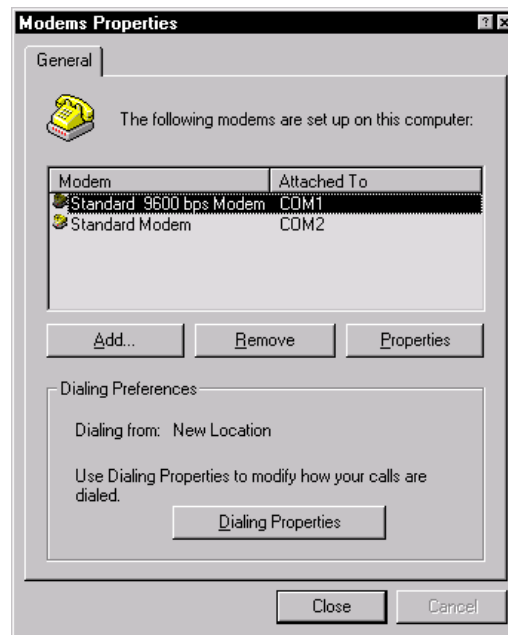 Modems Properties
General
The following modems are set up on this computer:
Modem Attached To
Standard 9600 bps Modem COM1
Standard Modem COM2
Add... Remove Properties
Dialing Preferences
Dialing from: New Location
Use Dialing Properties to modify how your calls are
dialed.
Dialing Properties
Close Cancel